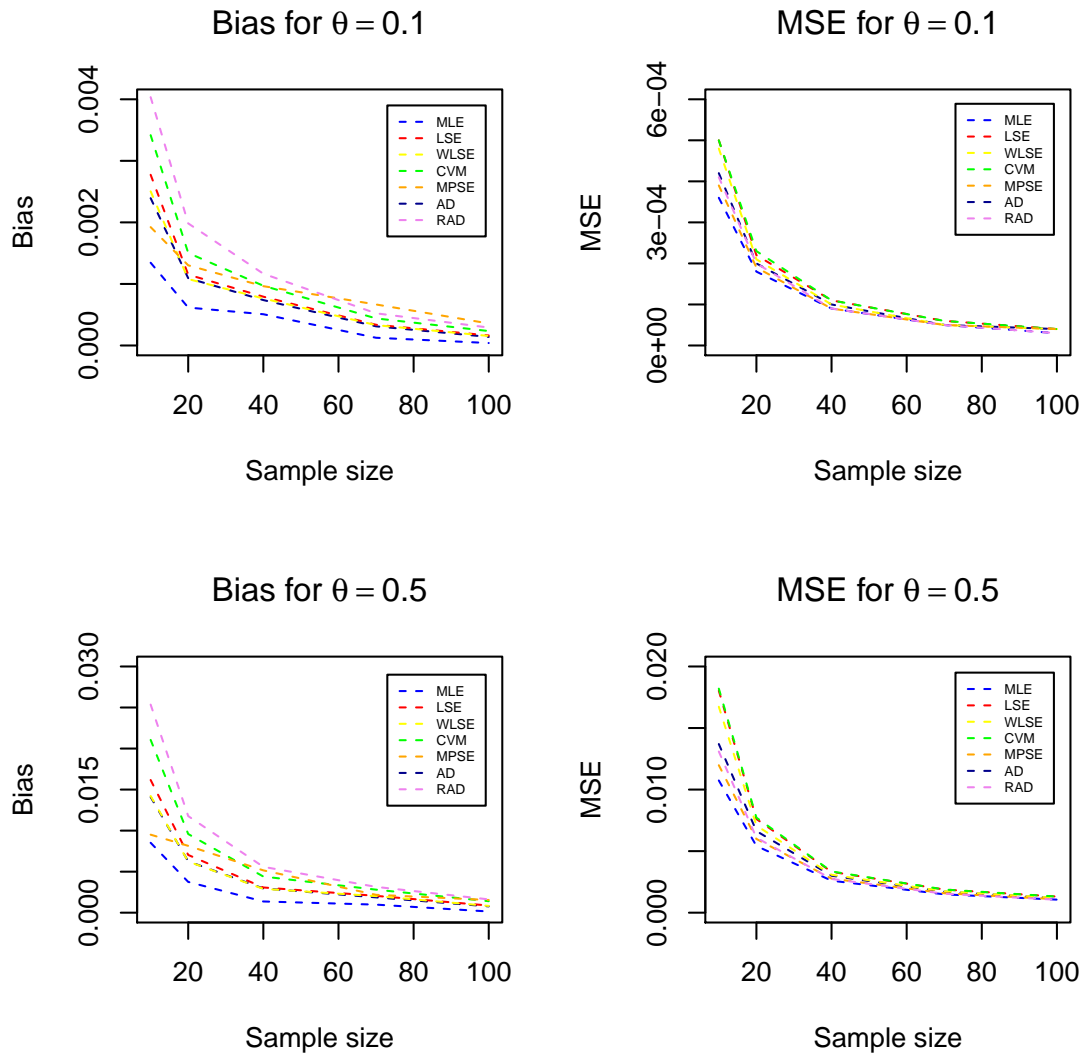 Bias for θ = 0.1
Bias
0.004
0.002
0.000
MLE
LSE
WLSE
CVM
MPSE
AD
RAD
20 40 60 80 100
Sample size
MSE for θ = 0.1
MSE
6e−04
3e−04
0e+00
MLE
LSE
WLSE
CVM
MPSE
AD
RAD
20 40 60 80 100
Sample size
Bias for θ = 0.5
Bias
0.030
0.015
0.000
MLE
LSE
WLSE
CVM
MPSE
AD
RAD
20 40 60 80 100
Sample size
MSE for θ = 0.5
MSE
0.020
0.010
0.000
MLE
LSE
WLSE
CVM
MPSE
AD
RAD
20 40 60 80 100
Sample size